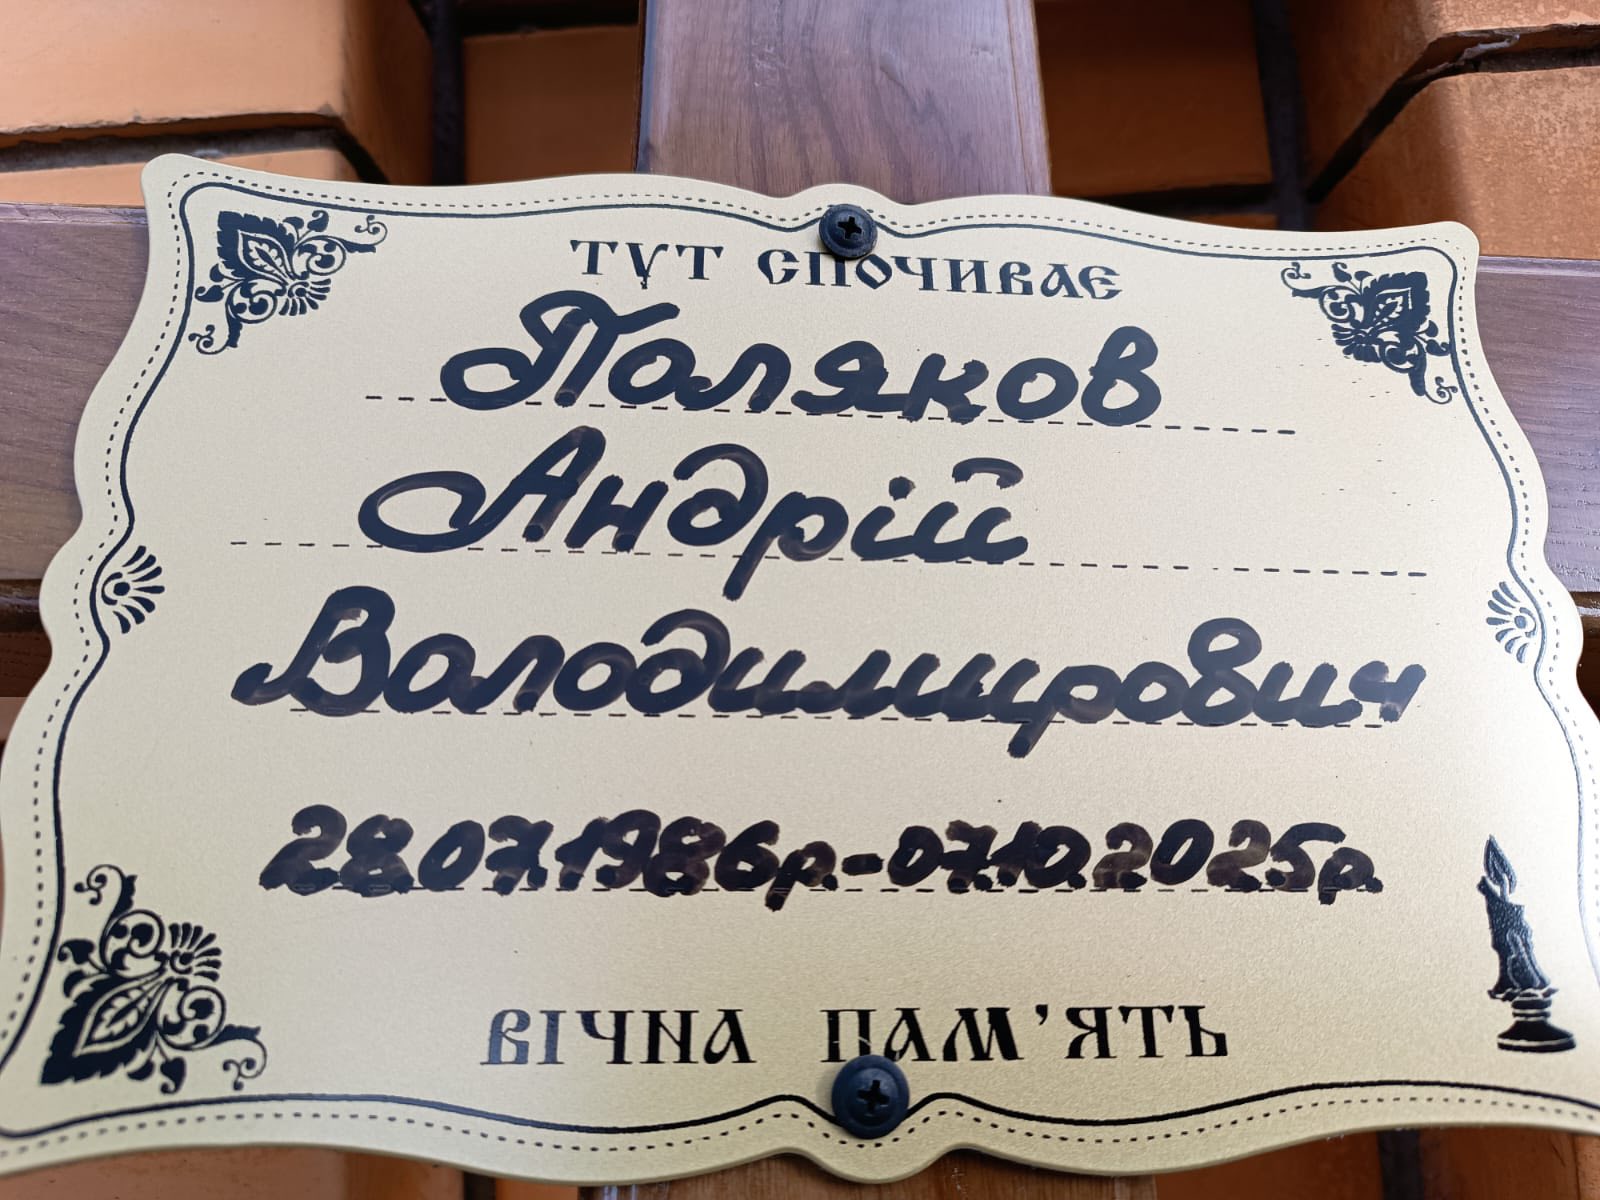 ТУТ СПОЧИВАЄ
Поляков
Андрій
Володимирович
28.07.1986р.-07.10.2025р.
ВІЧНА ПАМ'ЯТЬ